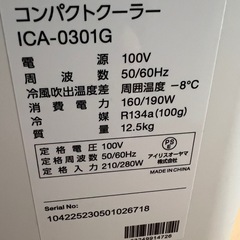 コンパクトクーラー
ICA-0301G
電源 100V
周波数 50/60Hz
冷風吹出温度差 周囲温度 −8℃
消費電力 160/190W
冷媒 R134a(100g)
質量 12.5kg
定格電圧 100V
定格周波数 50/60Hz
定格入力 210/280W
PSE
アイリスオーヤマ
株式会社
MADE IN CHINA
Serial No:
104225230501026718